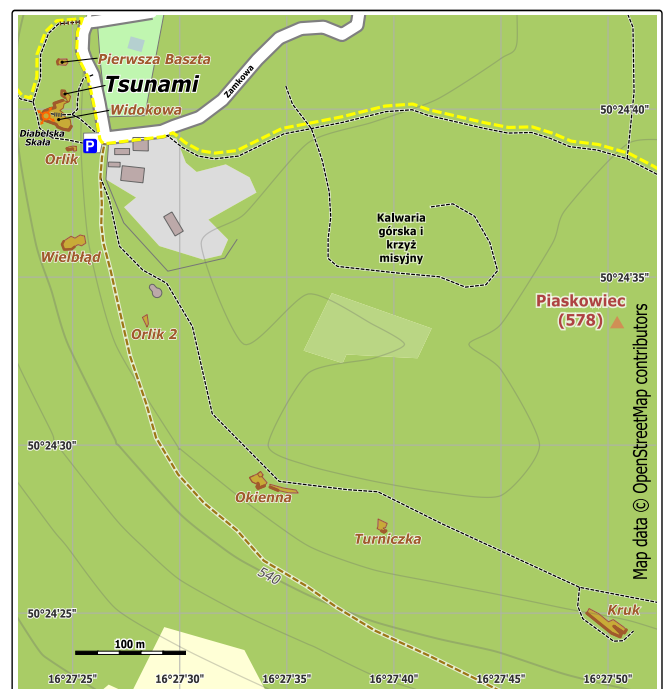 Pierwsza Baszta
Tsunami
Widokowa
Diabelska
Skała
P
Orlik
Zamkowa
50°24'40"
Kalwaria
górska i
krzyż
misyjny
Wielbłąd
50°24'35"
Piaskowiec
(578)
Orlik 2
50°24'30"
Okienna
Turniczka
540
Kruk
50°24'25"
100 m
16°27'25"
16°27'30"
16°27'35"
16°27'40"
16°27'45"
16°27'50"
Map data © OpenStreetMap contributors